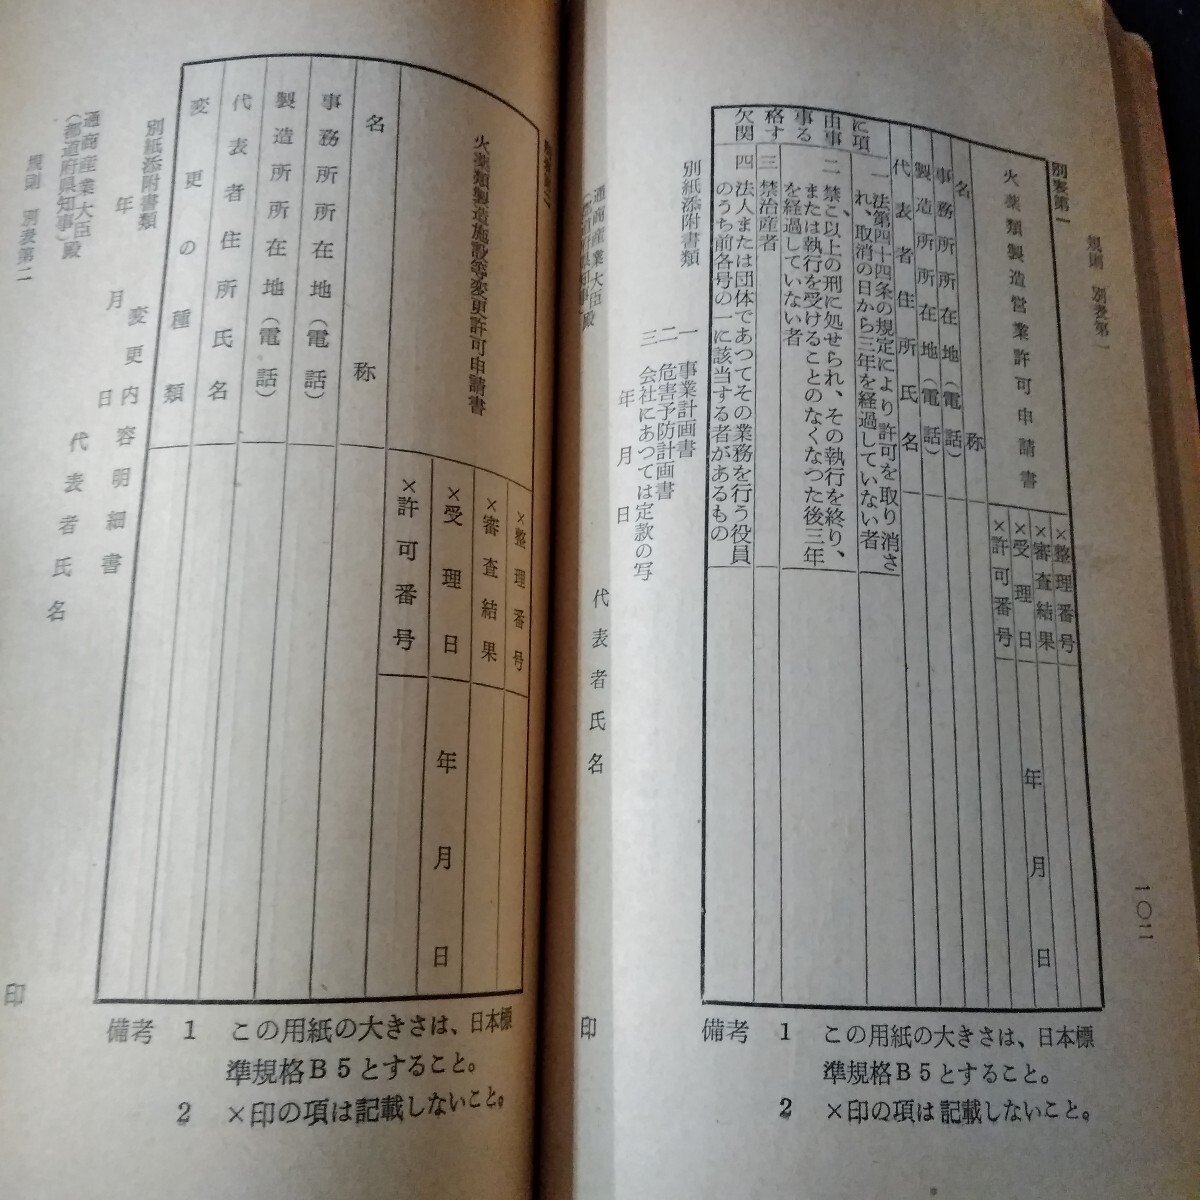 一〇二
規則 別表第一
別表第一
火薬類製造営業許可申請書
×整理番号
×審査結果
×受理日 年 月 日
×許可番号
名称
事務所所在地(電話)
製造所所在地(電話)
代表者住所氏名
欠格事由に関する事項
一 法第四十四条の規定により許可を取り消さ
れ、取消の日から三年を経過していない者
二 禁こ以上の刑に処せられ、その執行を終り、
または執行を受けることのなくなつた後三年
を経過していない者
三 禁治産者
四 法人または団体であつてその業務を行う役員
のうち前各号の一に該当する者があるもの
別紙添附書類
一 事業計画書
二 危害予防計画書
三 会社にあつては定款の写
年 月 日
代表者氏名 印
通商産業大臣
殿
備考 1 この用紙の大きさは、日本標
準規格B5とすること。
2 ×印の項は記載しないこと。
火薬類製造施設等変更許可申請書
×整理番号
×審査結果
×受理日 年 月 日
×許可番号
名称
事務所所在地(電話)
製造所所在地(電話)
代表者住所氏名
変更の種類
別紙添附書類
変更内容明細書
年 月 日
代表者氏名 印
通商産業大臣
(都道府県知事)殿
規則 別表第二
備考 1 この用紙の大きさは、日本標
準規格B5とすること。
2 ×印の項は記載しないこと。